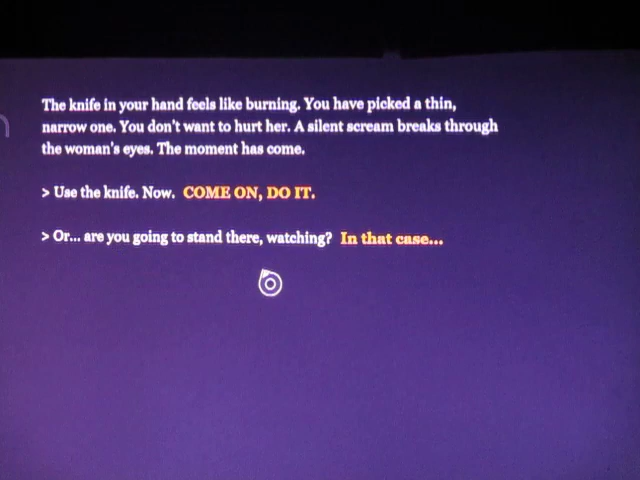 The knife in your hand feels like burning. You have picked a thin,
narrow one. You don't want to hurt her. A silent scream breaks through
the woman's eyes. The moment has come.
> Use the knife. Now. COME ON, DO IT.
> Or... are you going to stand there, watching? In that case...